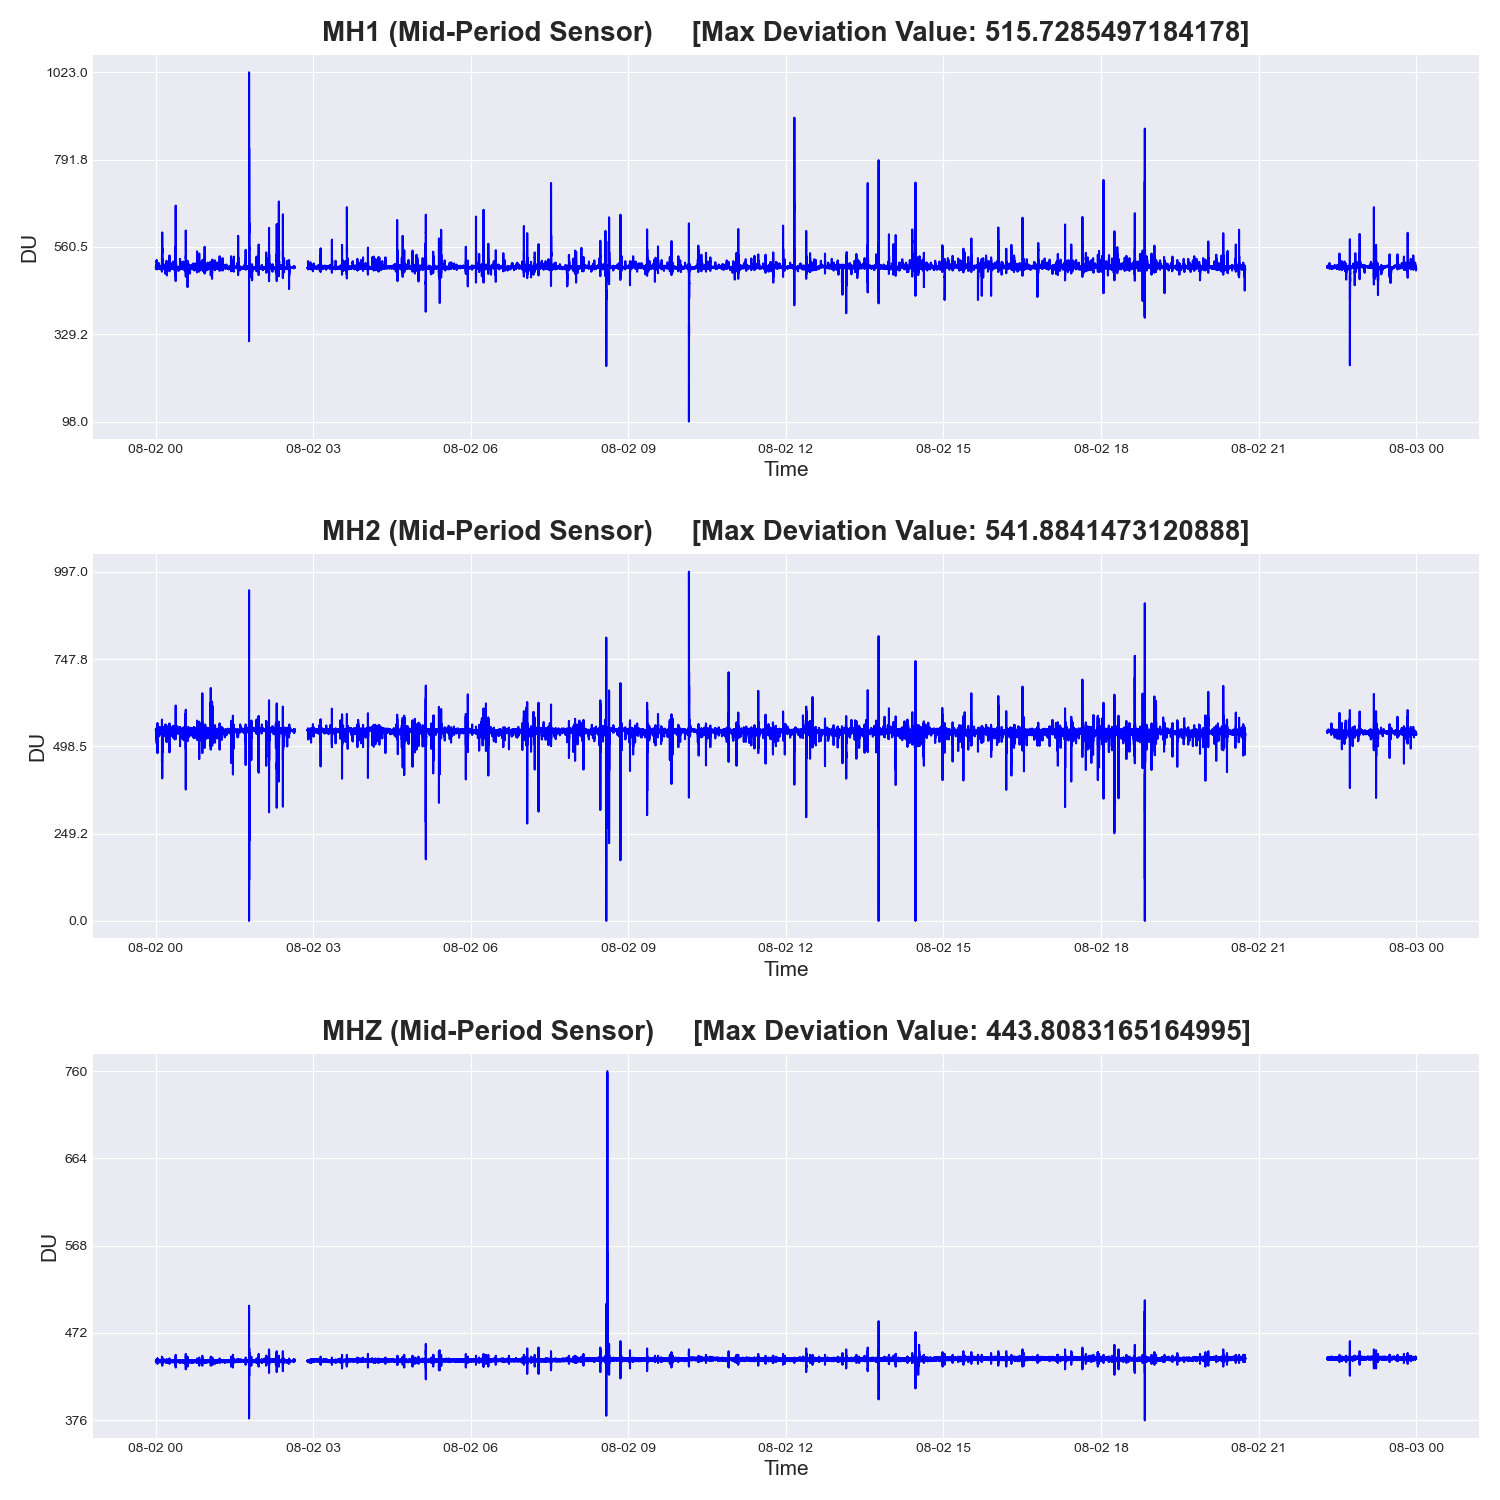 MH1 (Mid-Period Sensor) [Max Deviation Value: 515.7285497184178]
1023.0
791.8
560.5
329.2
98.0
DU
08-02 00 08-02 03 08-02 06 08-02 09 08-02 12 08-02 15 08-02 18 08-02 21 08-03 00
Time
MH2 (Mid-Period Sensor) [Max Deviation Value: 541.8841473120888]
997.0
747.8
498.5
249.2
0.0
DU
08-02 00 08-02 03 08-02 06 08-02 09 08-02 12 08-02 15 08-02 18 08-02 21 08-03 00
Time
MHZ (Mid-Period Sensor) [Max Deviation Value: 443.8083165164995]
760
664
568
472
376
DU
08-02 00 08-02 03 08-02 06 08-02 09 08-02 12 08-02 15 08-02 18 08-02 21 08-03 00
Time